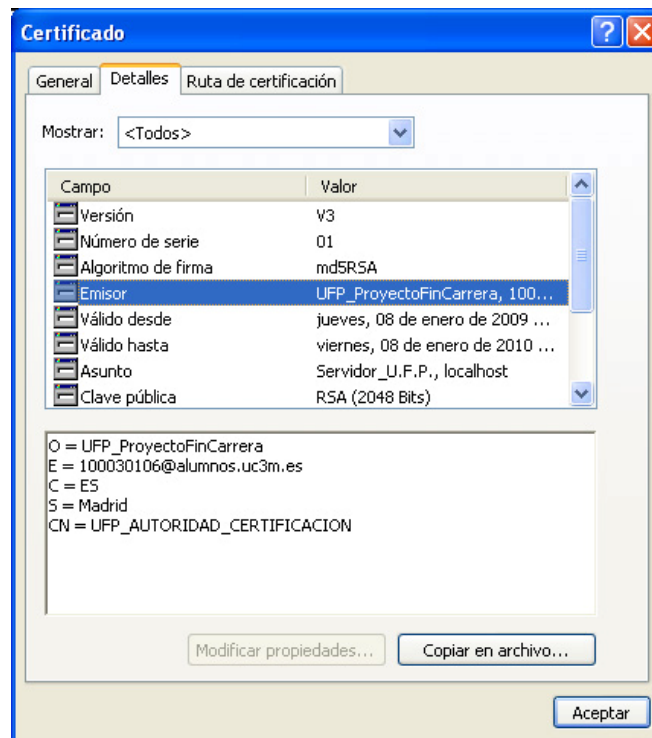 Certificado
General Detalles Ruta de certificación
Mostrar: <Todos>
Campo Valor
Versión V3
Número de serie 01
Algoritmo de firma md5RSA
Emisor UFP_ProyectoFinCarrera, 100...
Válido desde jueves, 08 de enero de 2009 ...
Válido hasta viernes, 08 de enero de 2010 ...
Asunto Servidor_U.F.P., localhost
Clave pública RSA (2048 Bits)
O = UFP_ProyectoFinCarrera
E = 100030106@alumnos.uc3m.es
C = ES
S = Madrid
CN = UFP_AUTORIDAD_CERTIFICACION
Modificar propiedades... Copiar en archivo...
Aceptar